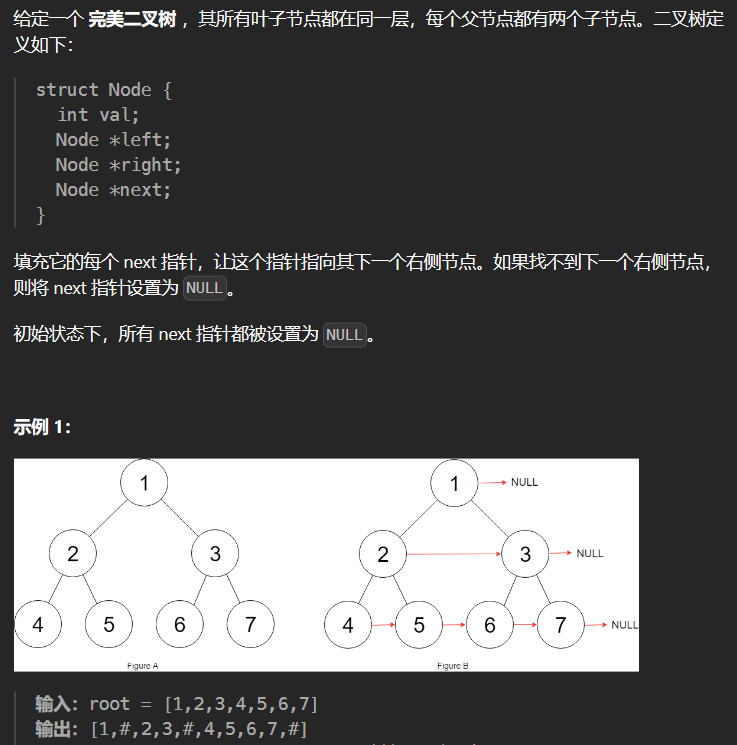 给定一个 完美二叉树 ，其所有叶子节点都在同一层，每个父节点都有两个子节点。二叉树定
义如下：
struct Node {
  int val;
  Node *left;
  Node *right;
  Node *next;
}
填充它的每个 next 指针，让这个指针指向其下一个右侧节点。如果找不到下一个右侧节点，
则将 next 指针设置为 NULL。
初始状态下，所有 next 指针都被设置为 NULL。
示例 1：
1
2 3
4 5 6 7
Figure A
1 NULL
2 3 NULL
4 5 6 7 NULL
Figure B
输入：root = [1,2,3,4,5,6,7]
输出：[1,#,2,3,#,4,5,6,7,#]